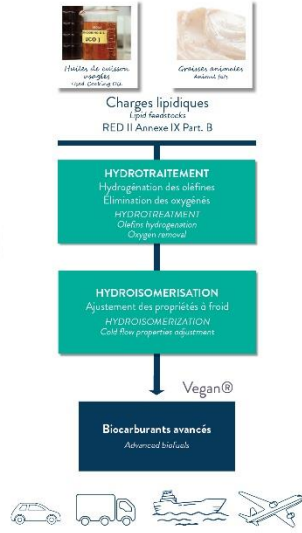 Huiles de cuisson
usagées
Used Cooking Oil
Graisses animales
Animal fats
Charges lipidiques
Lipid feedstocks
RED II Annexe IX Part. B
HYDROTRAITEMENT
Hydrogénation des oléfines
Élimination des oxygénés
HYDROTREATMENT
Olefins hydrogenation
Oxygen removal
HYDROISOMERISATION
Ajustement des propriétés à froid
HYDROISOMERIZATION
Cold flow properties adjustment
Vegan®
Biocarburants avancés
Advanced biofuels